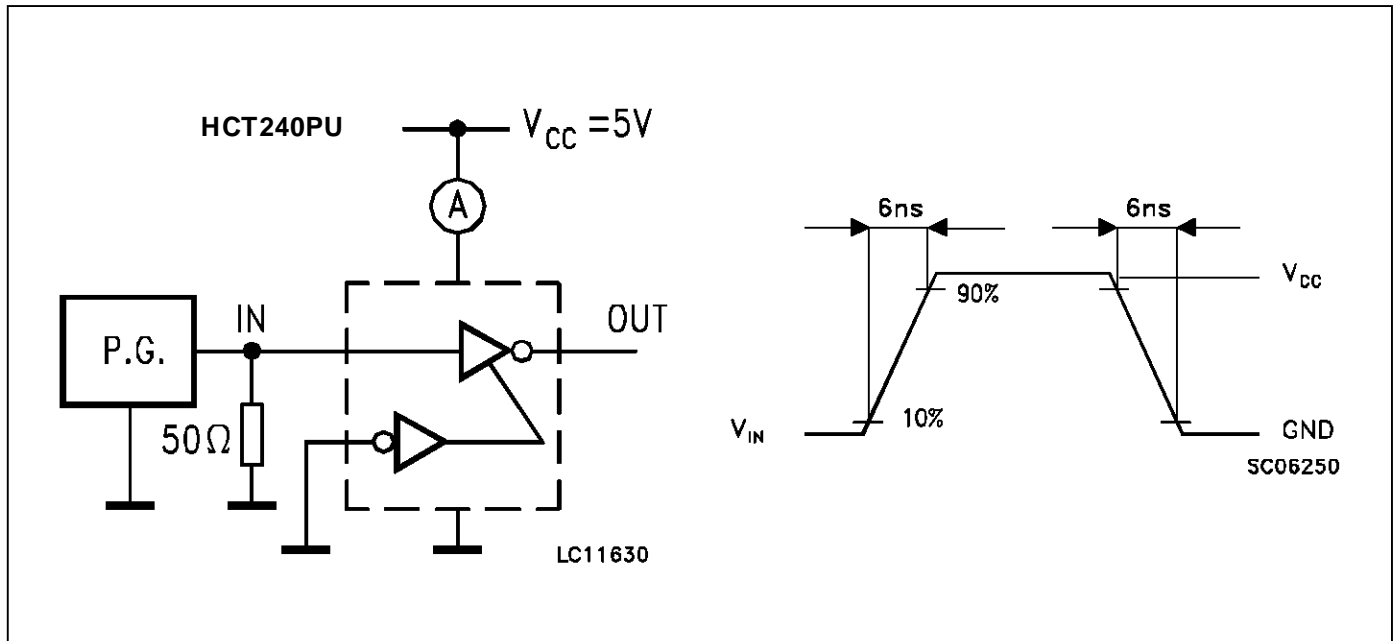 HCT240PU
V_CC =5V
A
P.G.
IN
OUT
50Ω
LC11630
6ns
6ns
V_CC
90%
10%
V_IN
GND
SC06250